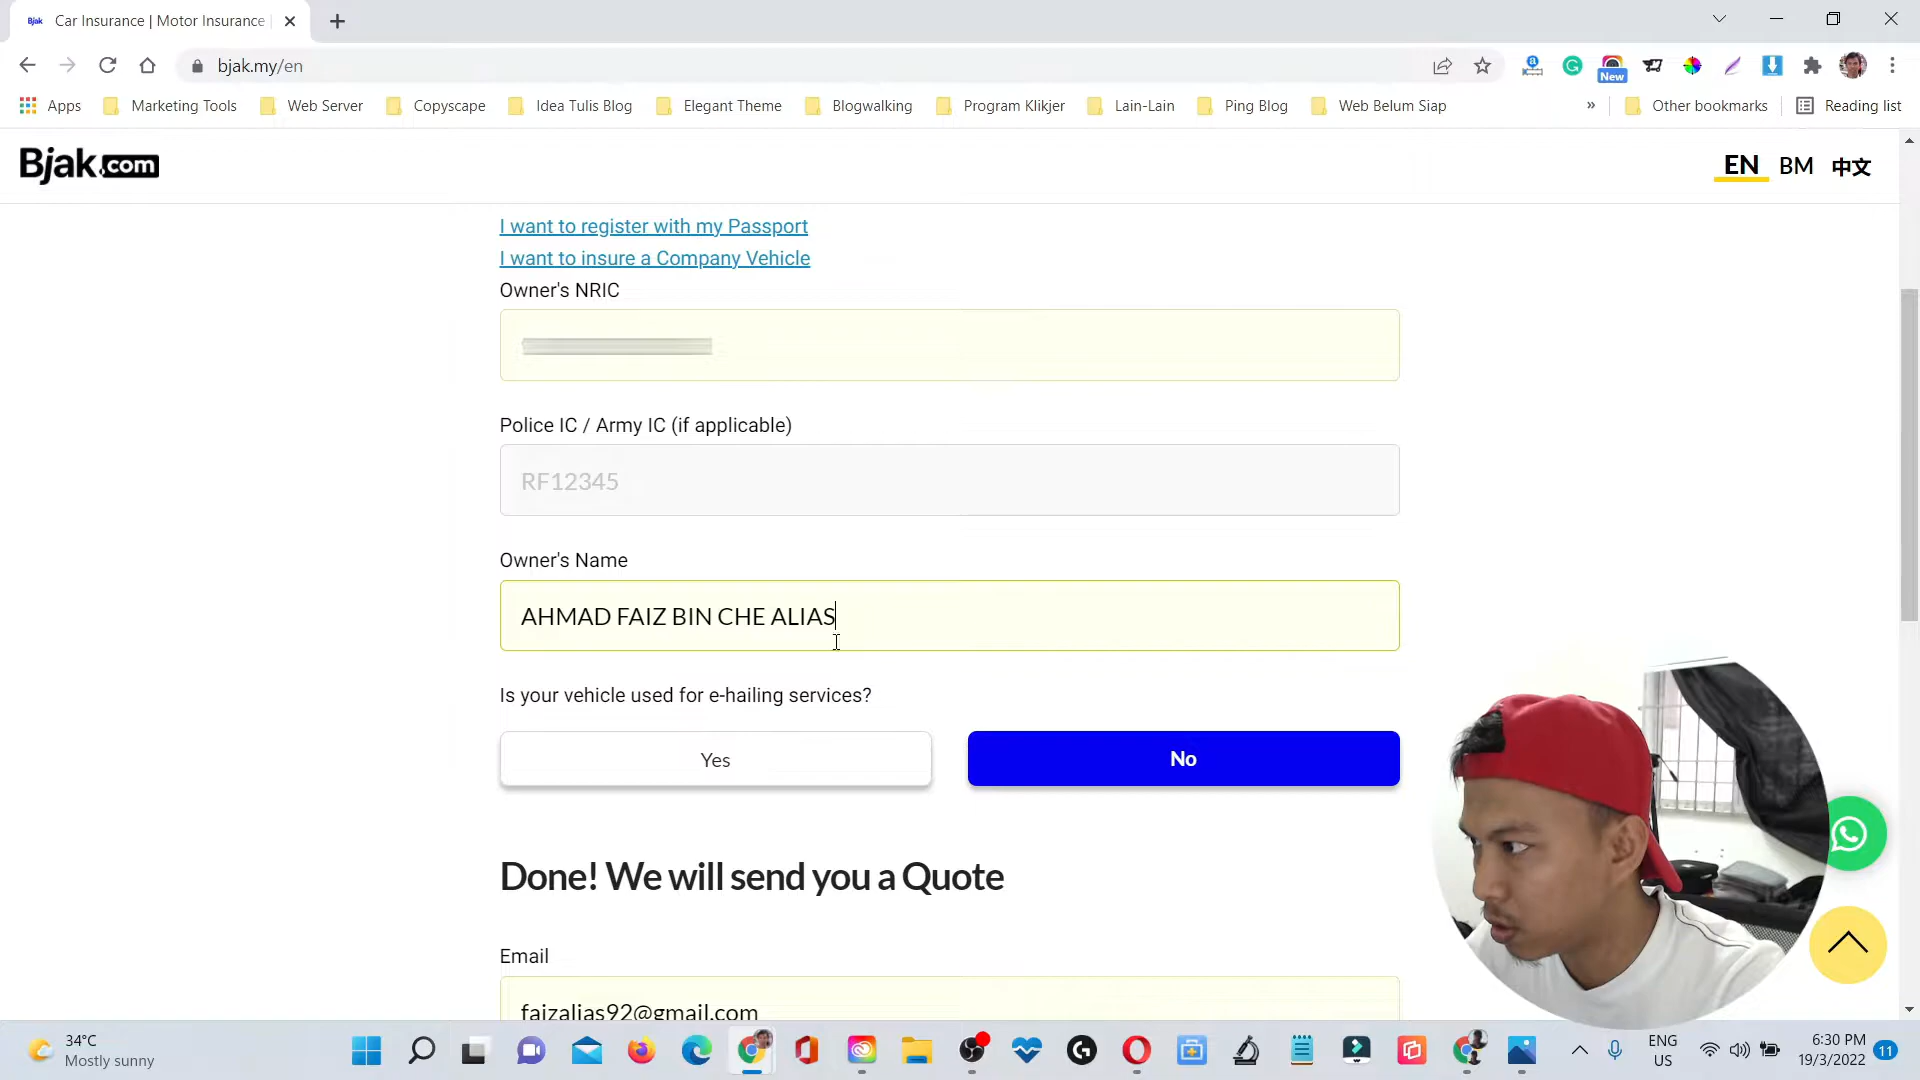 Bjak
Car Insurance | Motor Insurance
bjak.my/en
New
Apps
Marketing Tools
Web Server
Copyscape
Idea Tulis Blog
Elegant Theme
Blogwalking
Program Klikjer
Lain-Lain
Ping Blog
Web Belum Siap
»
Other bookmarks
Reading list
Bjak.com
EN BM 中文
I want to register with my Passport
I want to insure a Company Vehicle
Owner's NRIC
Police IC / Army IC (if applicable)
RF12345
Owner's Name
AHMAD FAIZ BIN CHE ALIAS
Is your vehicle used for e-hailing services?
Yes
No
Done! We will send you a Quote
Email
faizalias92@gmail.com
34°C
Mostly sunny
ENG
US
6:30 PM
19/3/2022
11